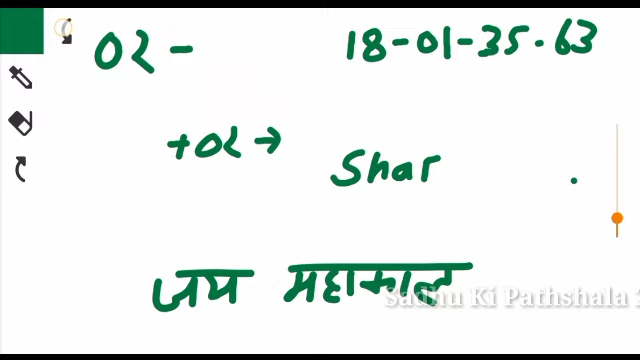 02 - 18-01-35.63
+02 → Shar
जय महाकाल
Sadhu Ki Pathshala